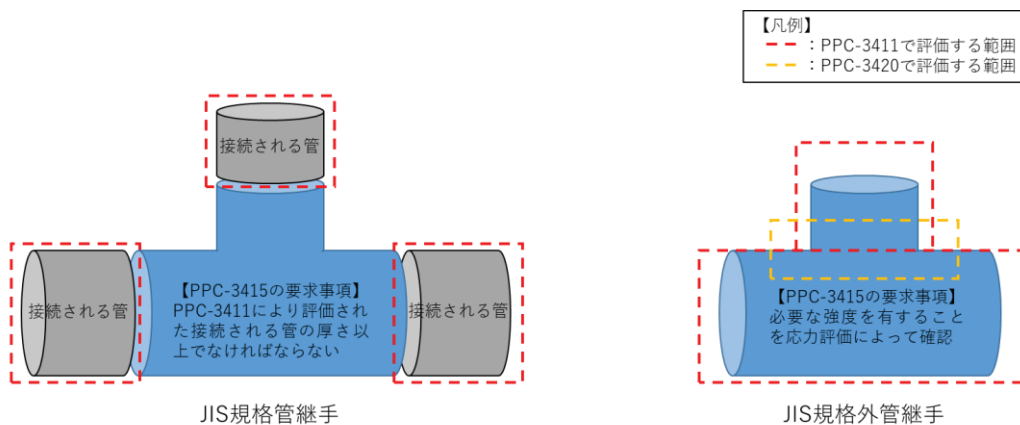 【凡例】
：PPC-3411で評価する範囲
：PPC-3420で評価する範囲
接続される管
接続される管
【PPC-3415の要求事項】
PPC-3411により評価され
た接続される管の厚さ以
上でなければならない
接続される管
JIS規格管継手
【PPC-3415の要求事項】
必要な強度を有すること
を応力評価によって確認
JIS規格外管継手